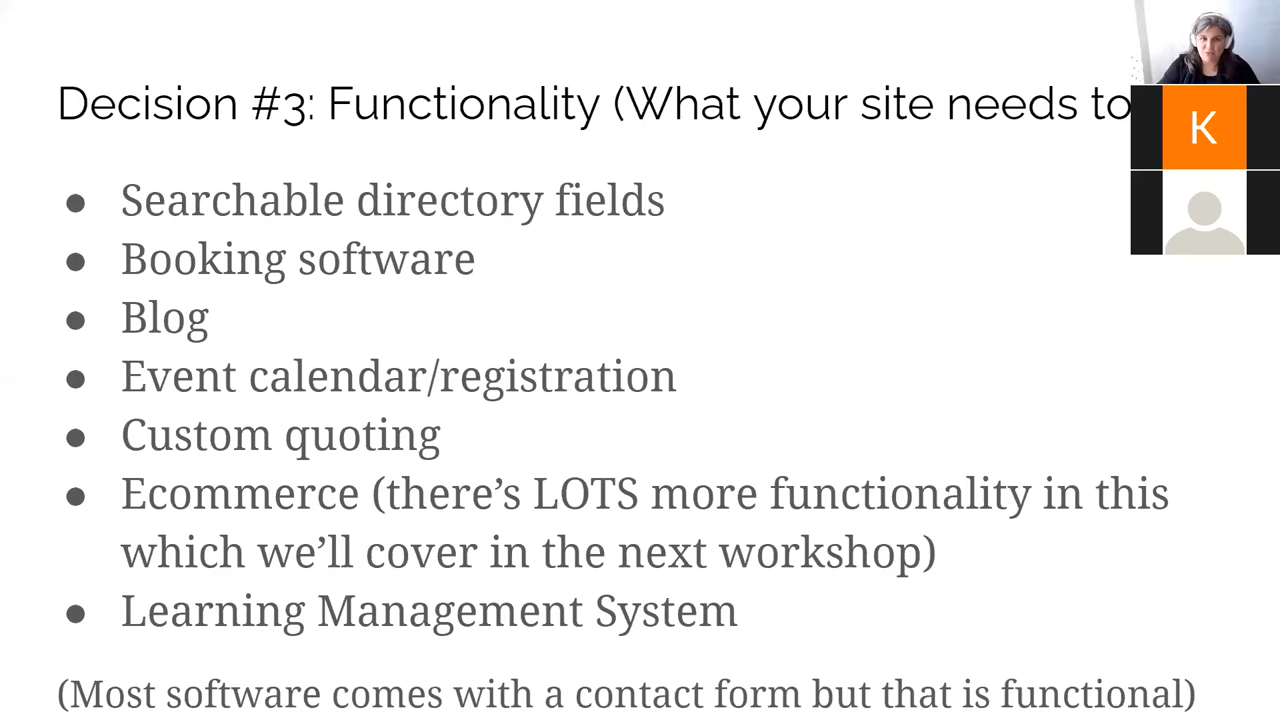 Decision #3: Functionality (What your site needs to
K
Searchable directory fields
Booking software
Blog
Event calendar/registration
Custom quoting
Ecommerce (there’s LOTS more functionality in this
which we’ll cover in the next workshop)
Learning Management System
(Most software comes with a contact form but that is functional)